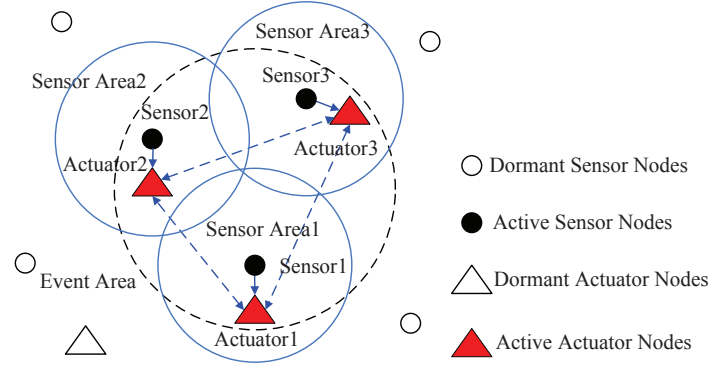 Sensor Area3
Sensor Area2
Sensor3
Sensor2
Actuator3
Actuator2
Dormant Sensor Nodes
Sensor Area1
Active Sensor Nodes
Sensor1
Event Area
Dormant Actuator Nodes
Actuator1
Active Actuator Nodes